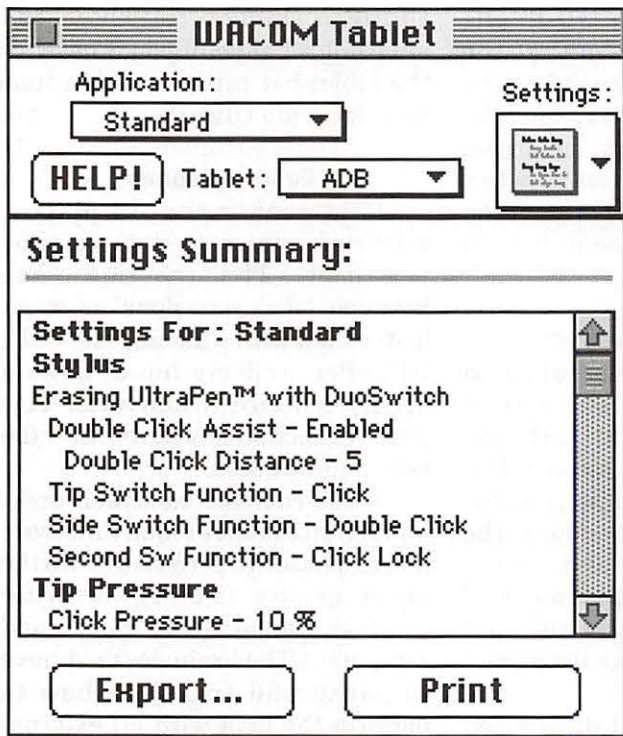 WACOM Tablet
Application:
Standard
Settings:
HELP!
Tablet: ADB
Settings Summary:
Settings For: Standard
Stylus
Erasing UltraPen™ with DuoSwitch
Double Click Assist - Enabled
Double Click Distance - 5
Tip Switch Function - Click
Side Switch Function - Double Click
Second Sw Function - Click Lock
Tip Pressure
Click Pressure - 10 %
Export...
Print